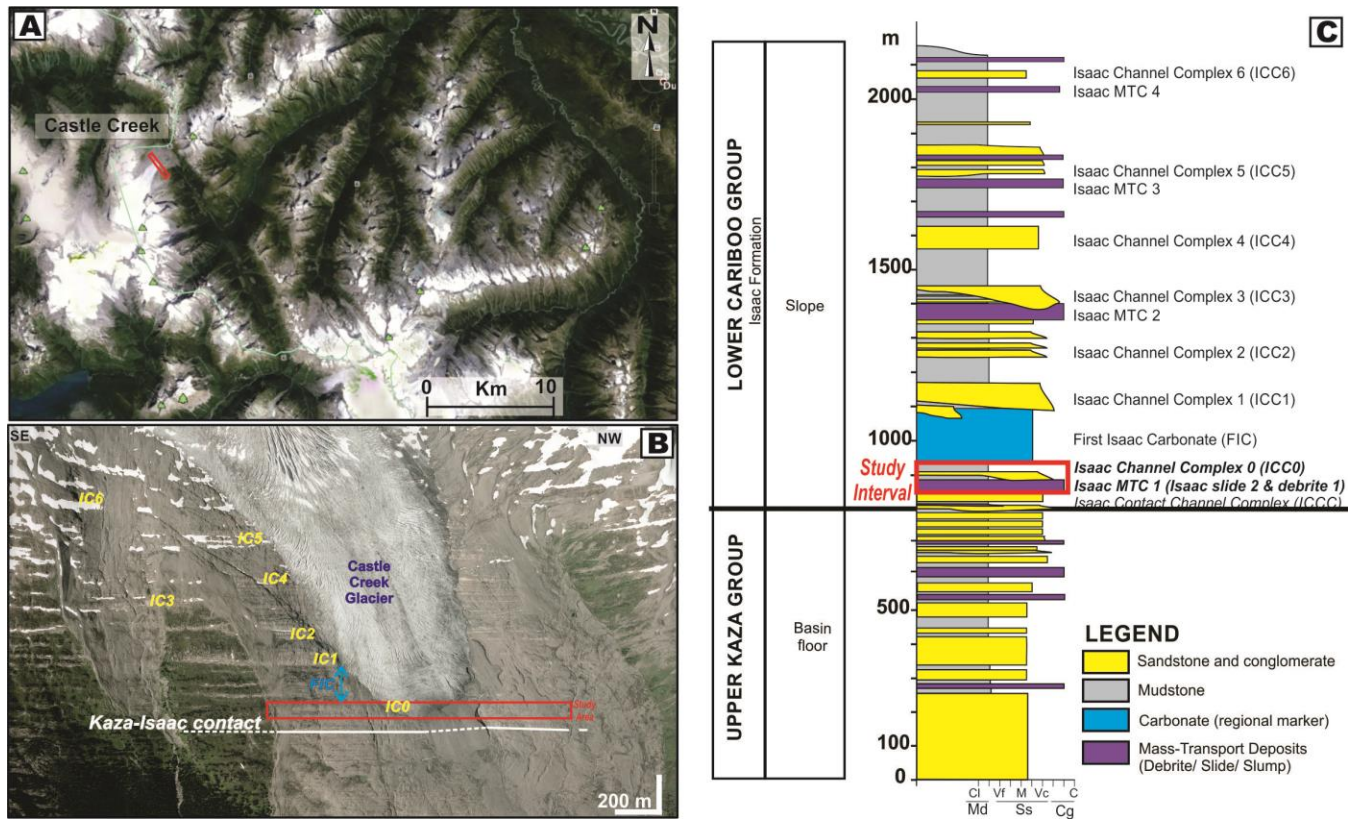 A
N
Du
Castle Creek
0 Km 10
B
SE
NW
IC6
IC5
IC4
IC3
IC2
IC1
FIC
IC0
Castle
Creek
Glacier
Study
Area
Kaza-Isaac contact
200 m
C
m
2000
1500
1000
500
100
0
LOWER CARIBOO GROUP
Isaac Formation
Slope
UPPER KAZA GROUP
Basin
floor
Isaac Channel Complex 6 (ICC6)
Isaac MTC 4
Isaac Channel Complex 5 (ICC5)
Isaac MTC 3
Isaac Channel Complex 4 (ICC4)
Isaac Channel Complex 3 (ICC3)
Isaac MTC 2
Isaac Channel Complex 2 (ICC2)
Isaac Channel Complex 1 (ICC1)
First Isaac Carbonate (FIC)
Study
Interval
Isaac Channel Complex 0 (ICC0)
Isaac MTC 1 (Isaac slide 2 & debrite 1)
Isaac Contact Channel Complex (ICCC)
LEGEND
Sandstone and conglomerate
Mudstone
Carbonate (regional marker)
Mass-Transport Deposits
(Debrite/ Slide/ Slump)
Cl Vf M Vc C
Md Ss Cg